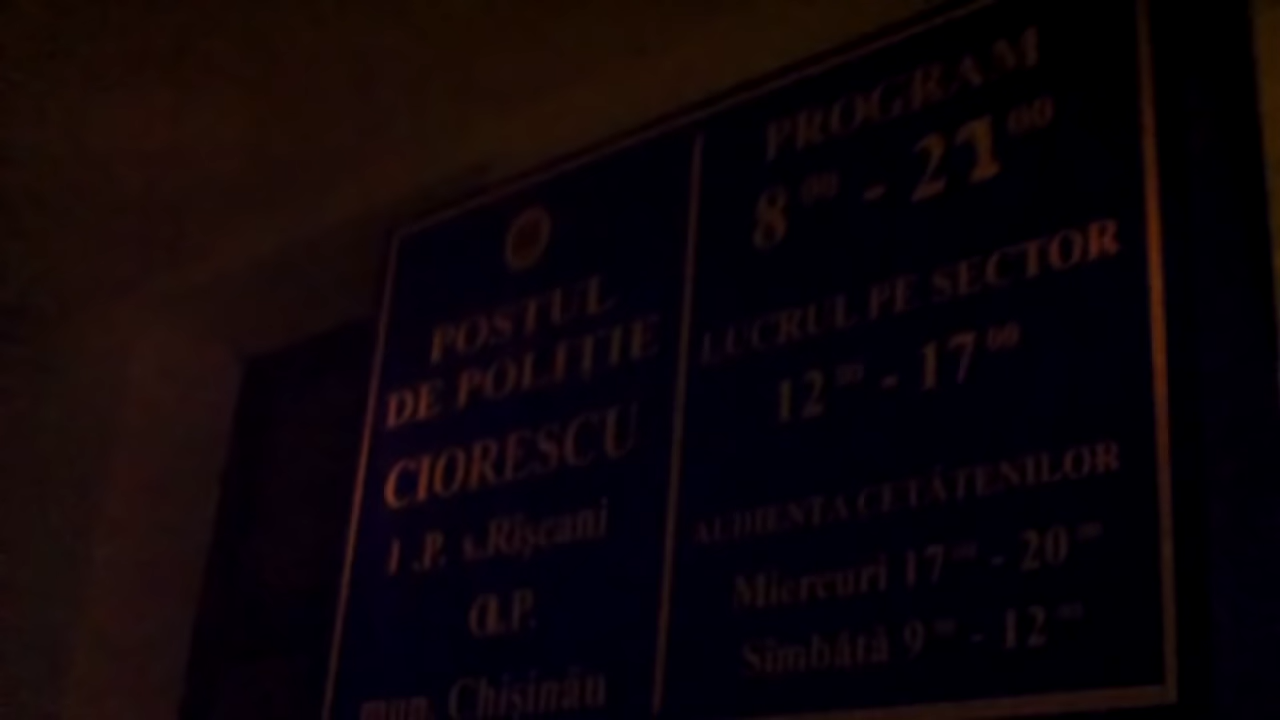 POSTUL
DE POLIȚIE
CIORESCU
I.P. s.Rîșcani
D.P.
mun. Chișinău
PROGRAM
8⁰⁰ - 21⁰⁰
LUCRUL PE SECTOR
12⁰⁰ - 17⁰⁰
AUDIENȚA CETĂȚENILOR
Miercuri 17⁰⁰ - 20⁰⁰
Sîmbătă 9⁰⁰ - 12⁰⁰